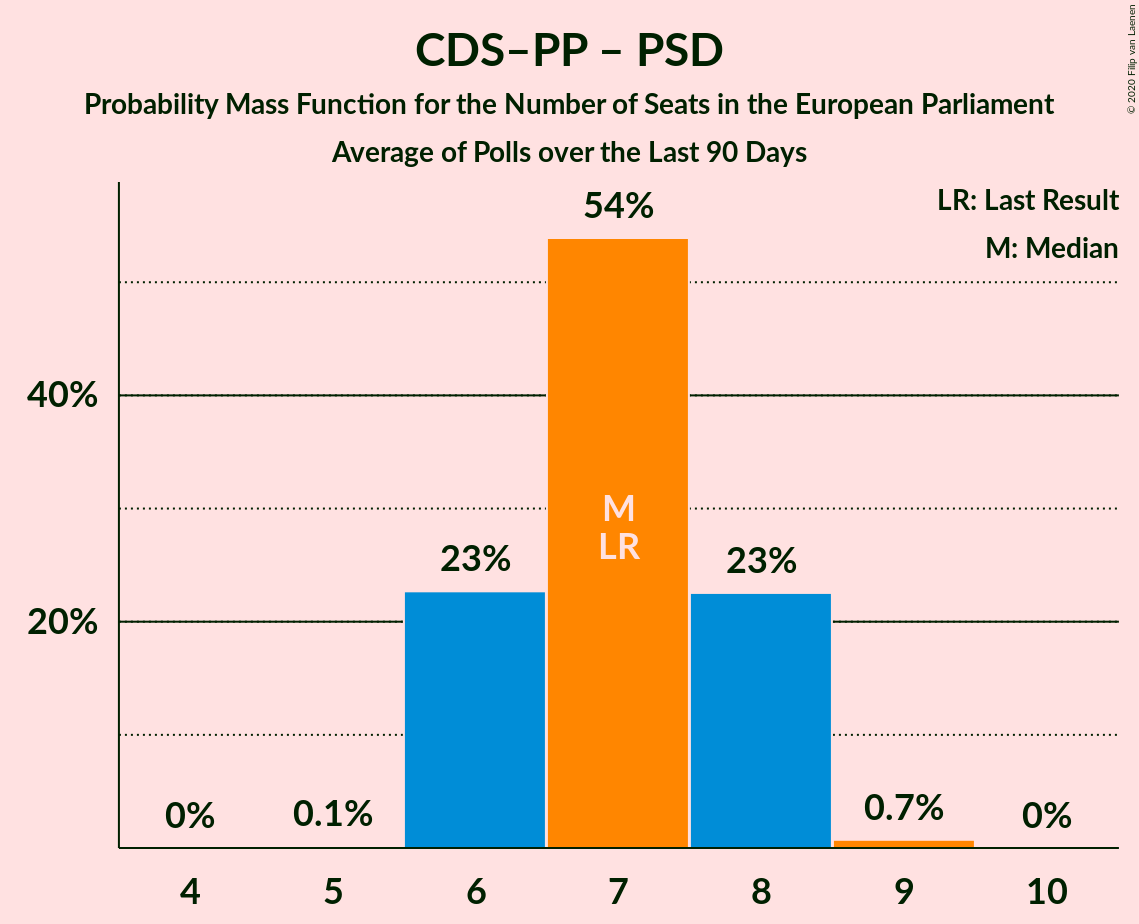 CDS–PP – PSD
Probability Mass Function for the Number of Seats in the European Parliament
Average of Polls over the Last 90 Days
© 2020 Filip van Laenen
LR: Last Result
M: Median
54%
40%
M
LR
23%
23%
20%
0%
0.1%
0.7%
0%
4
5
6
7
8
9
10